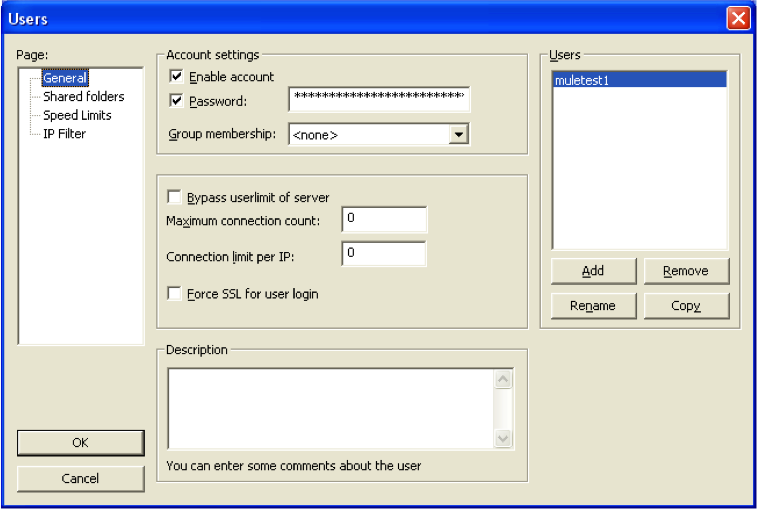 Users
Page:
General
Shared folders
Speed Limits
IP Filter
OK
Cancel
Account settings
Enable account
Password: **************************
Group membership: <none>
Bypass userlimit of server
Maximum connection count: 0
Connection limit per IP: 0
Force SSL for user login
Description
You can enter some comments about the user
Users
muletest1
Add Remove
Rename Copy